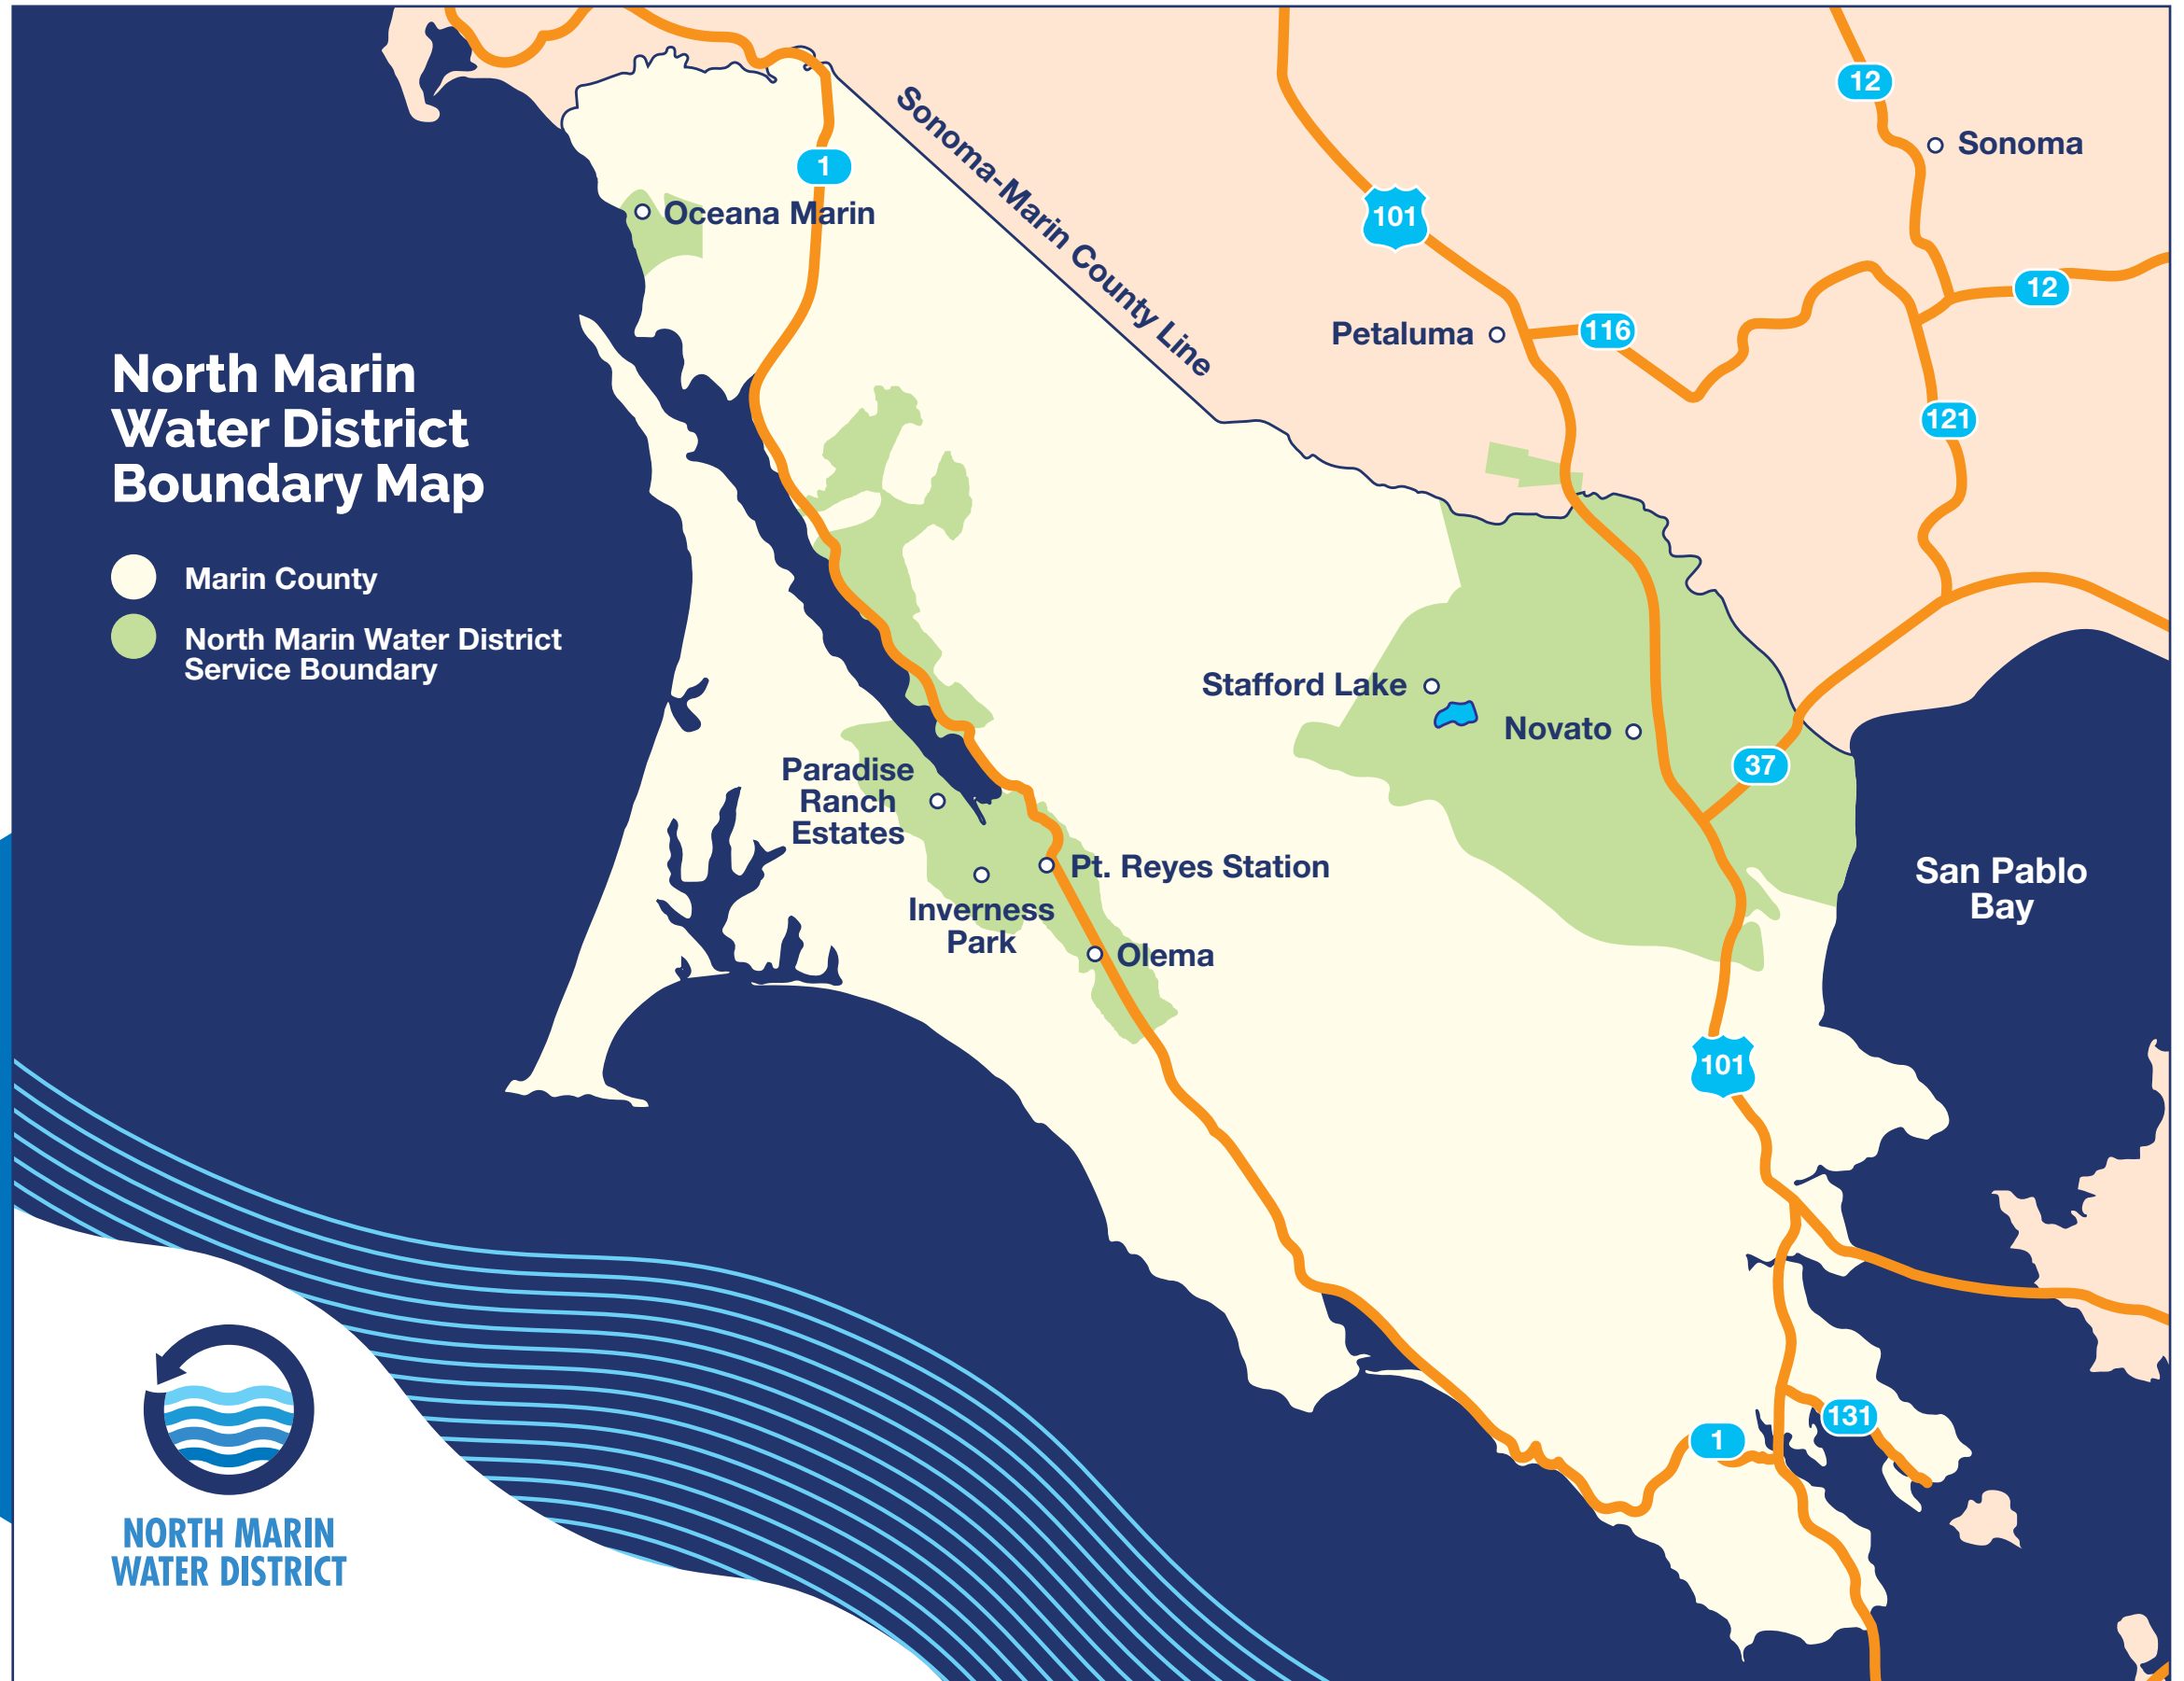 North Marin
Water District
Boundary Map
Marin County
North Marin Water District
Service Boundary
Sonoma-Marin County Line
1
Oceana Marin
101
12
Sonoma
12
Petaluma
116
121
Stafford Lake
Novato
37
Paradise
Ranch
Estates
Pt. Reyes Station
Inverness
Park
Olema
San Pablo
Bay
101
131
1
NORTH MARIN
WATER DISTRICT